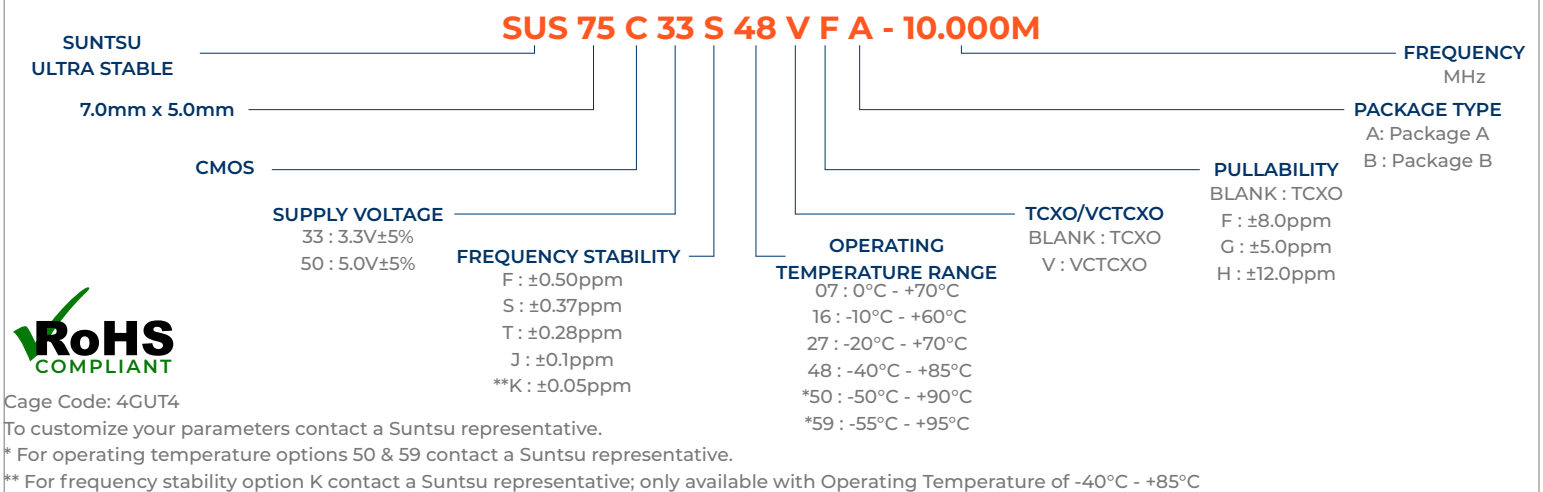 SUS 75 C 33 S 48 V F A - 10.000M
SUNTSU
ULTRA STABLE
7.0mm x 5.0mm
CMOS
SUPPLY VOLTAGE
33 : 3.3V±5%
50 : 5.0V±5%
FREQUENCY STABILITY
F : ±0.50ppm
S : ±0.37ppm
T : ±0.28ppm
J : ±0.1ppm
**K : ±0.05ppm
OPERATING
TEMPERATURE RANGE
07 : 0°C - +70°C
16 : -10°C - +60°C
27 : -20°C - +70°C
48 : -40°C - +85°C
*50 : -50°C - +90°C
*59 : -55°C - +95°C
TCXO/VCTCXO
BLANK : TCXO
V : VCTCXO
PULLABILITY
BLANK : TCXO
F : ±8.0ppm
G : ±5.0ppm
H : ±12.0ppm
PACKAGE TYPE
A: Package A
B : Package B
FREQUENCY
MHz
RoHS
COMPLIANT
Cage Code: 4GUT4
To customize your parameters contact a Suntsu representative.
* For operating temperature options 50 & 59 contact a Suntsu representative.
** For frequency stability option K contact a Suntsu representative; only available with Operating Temperature of -40°C - +85°C